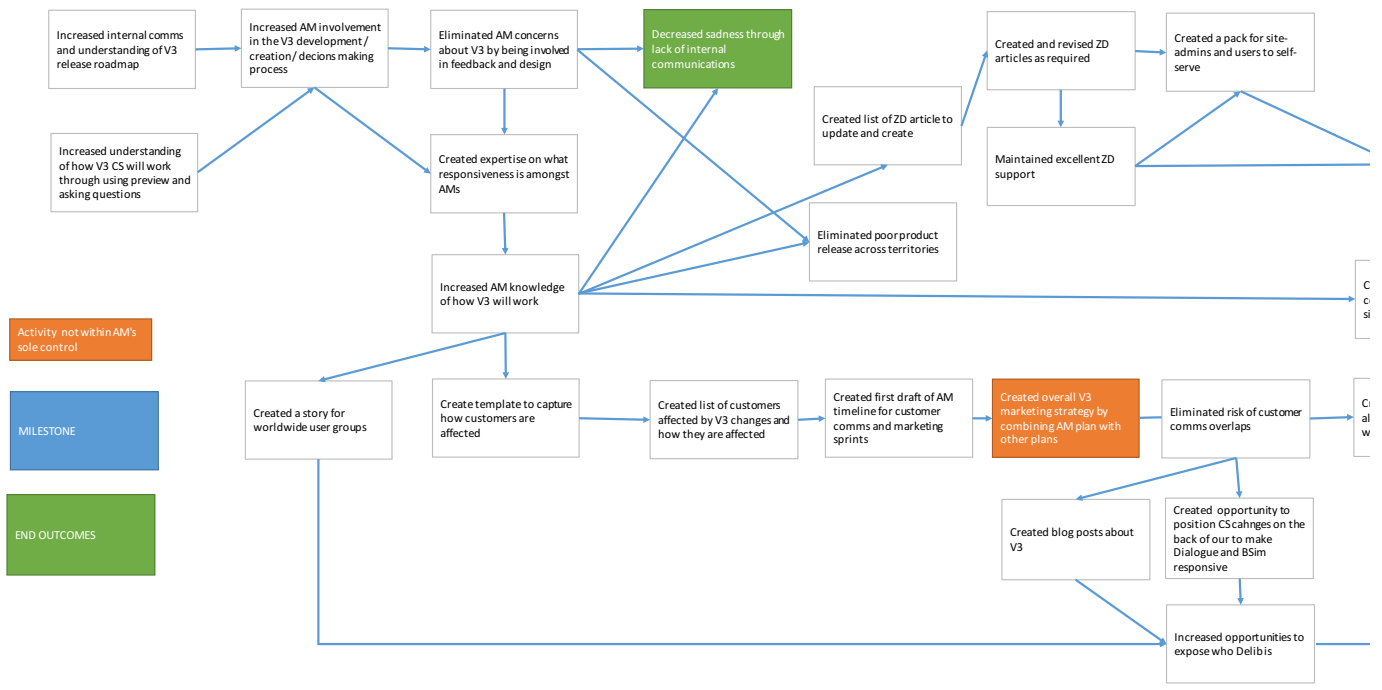 Increased internal comms
and understanding of V3
release roadmap
Increased AM involvement
in the V3 development /
creation/ decions making
process
Eliminated AM concerns
about V3 by being involved
in feedback and design
Decreased sadness through
lack of internal
communications
Created and revised ZD
articles as required
Created a pack for site-
admins and users to self-
serve
Increased understanding
of how V3 CS will work
through using preview and
asking questions
Created expertise on what
responsiveness is amongst
AMs
Created list of ZD article to
update and create
Maintained excellent ZD
support
Eliminated poor product
release across territories
Increased AM knowledge
of how V3 will work
C
co
si
Activity not within AM's
sole control
MILESTONE
END OUTCOMES
Created a story for
worldwide user groups
Create template to capture
how customers are
affected
Created list of customers
affected by V3 changes and
how they are affected
Created first draft of AM
timeline for customer
comms and marketing
sprints
Created overall V3
marketing strategy by
combining AM plan with
other plans
Eliminated risk of customer
comms overlaps
Cr
al
w
Created blog posts about
V3
Created opportunity to
position CS cahnges on the
back of our to make
Dialogue and BSim
responsive
Increased opportunities to
expose who Delib is